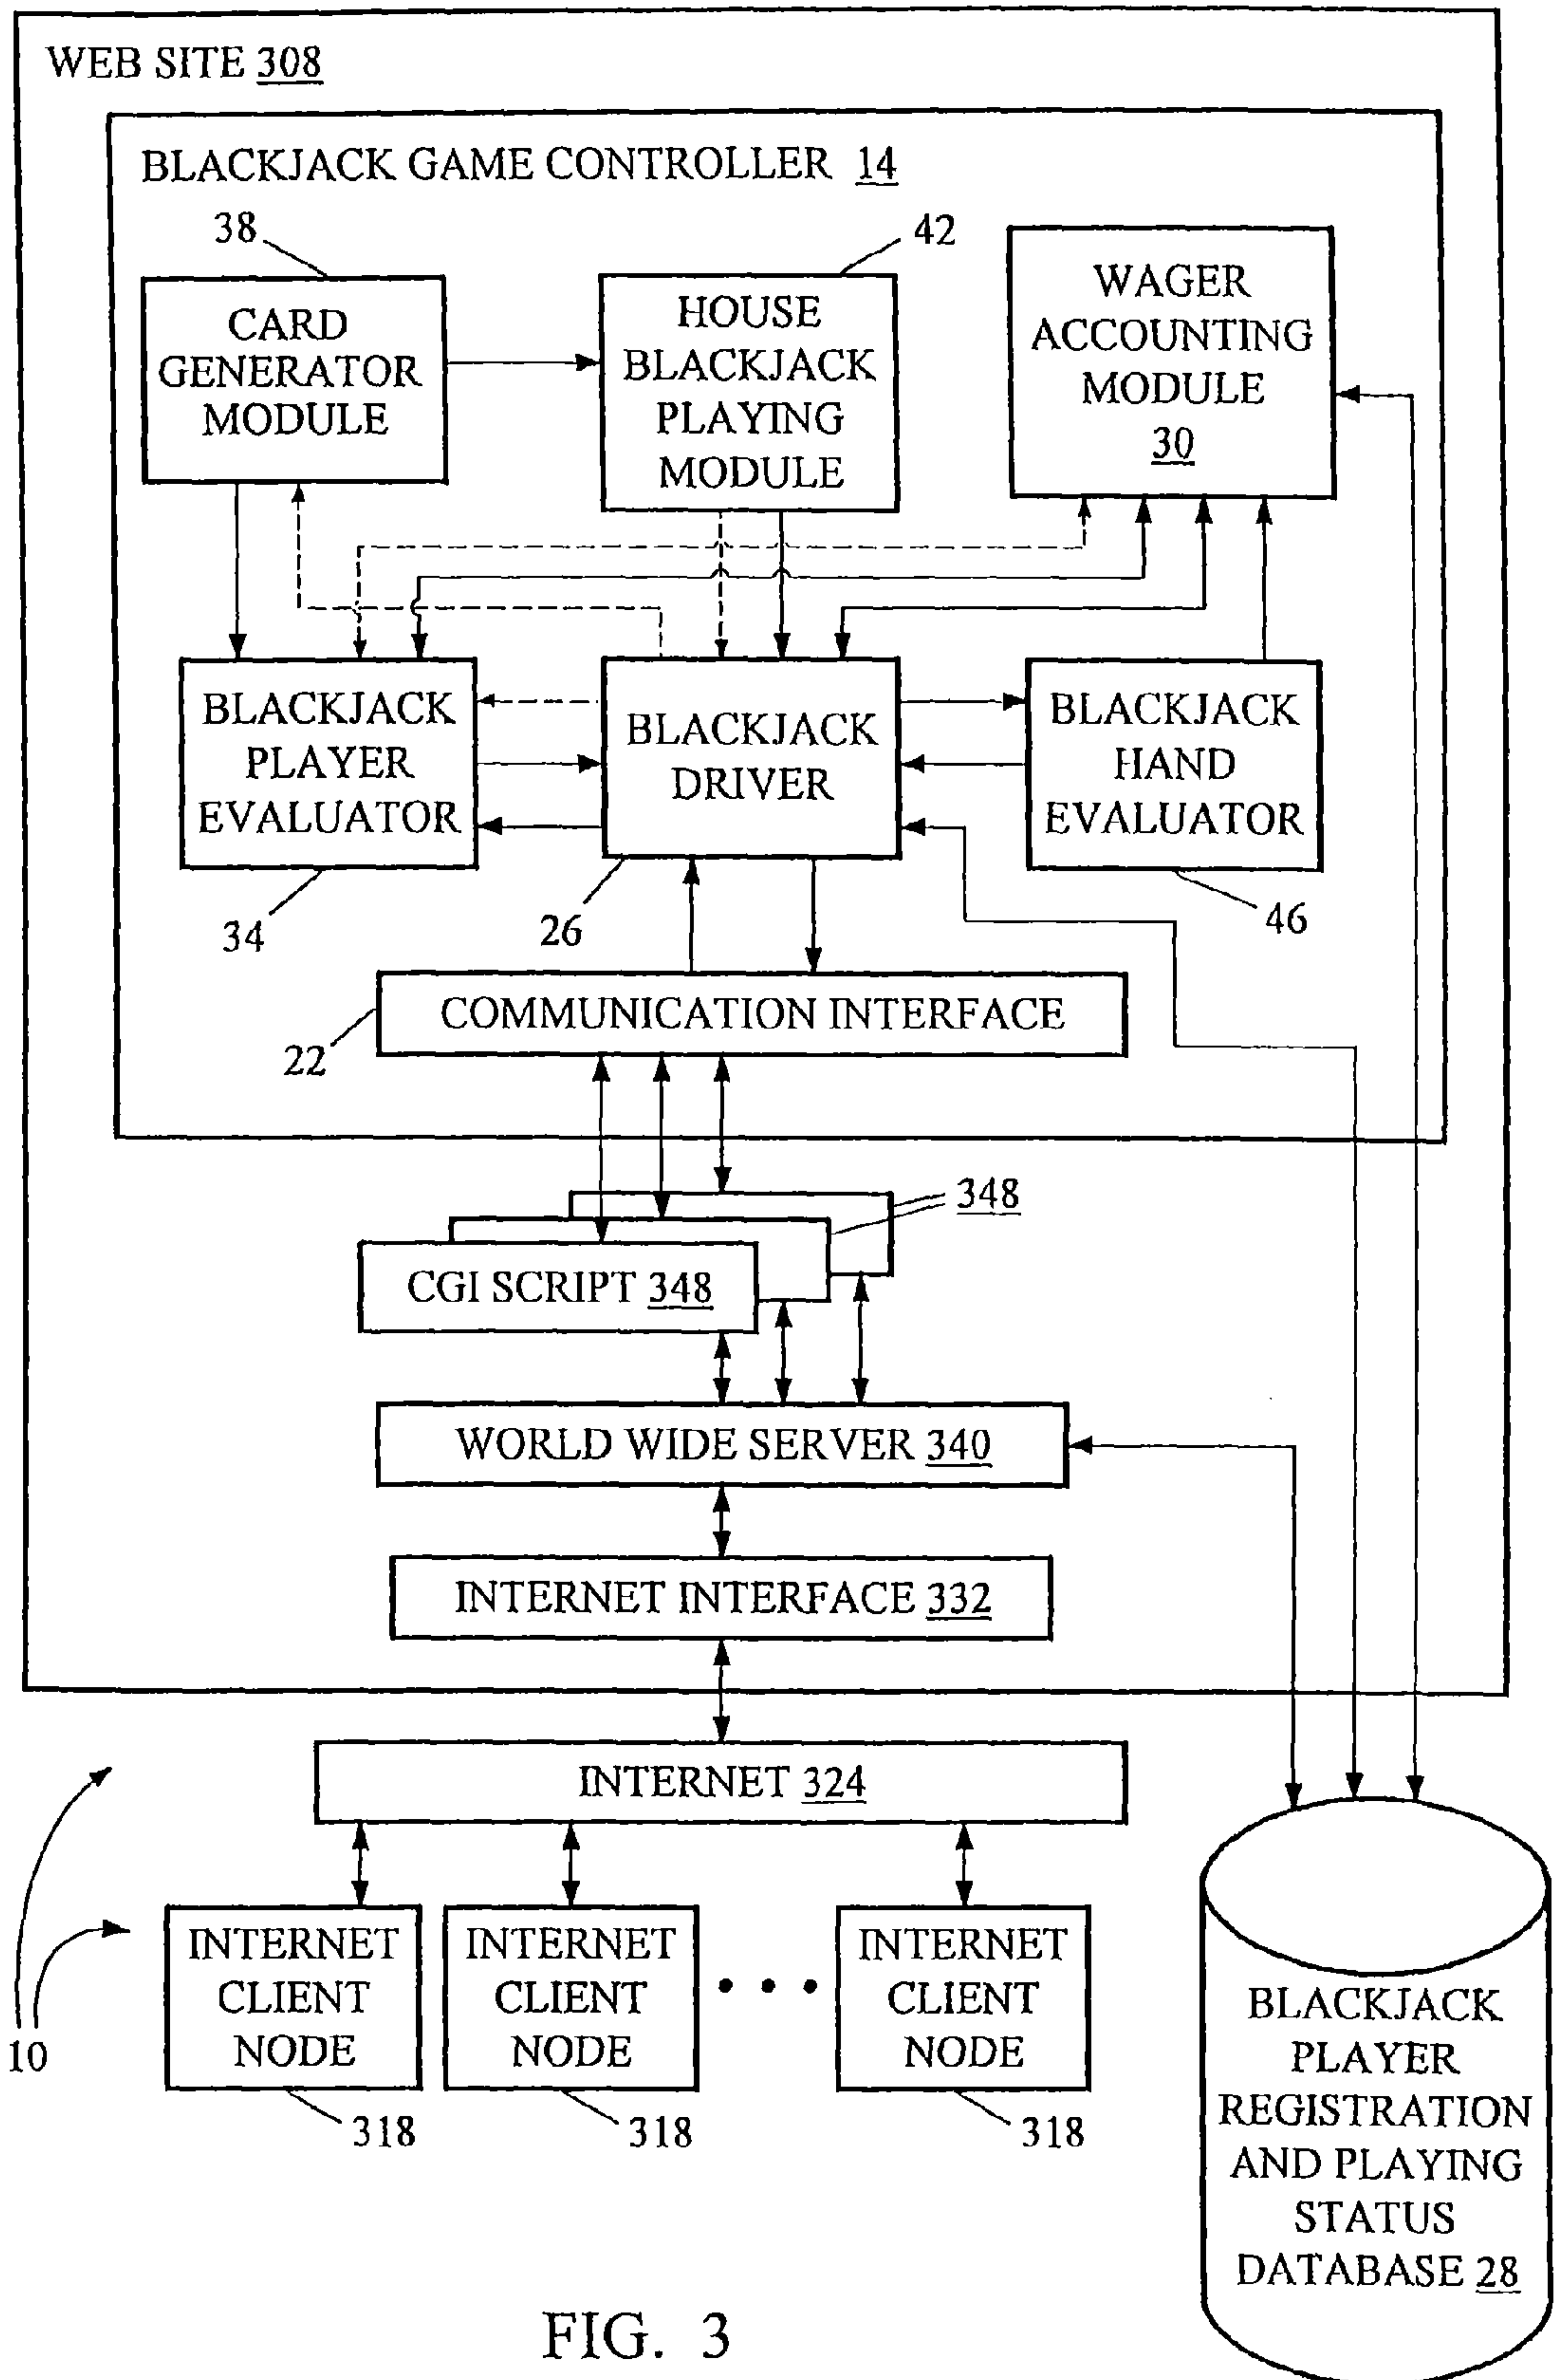 WEB SITE 308
BLACKJACK GAME CONTROLLER 14
38
42
CARD
GENERATOR
MODULE
HOUSE
BLACKJACK
PLAYING
MODULE
WAGER
ACCOUNTING
MODULE
30
BLACKJACK
PLAYER
EVALUATOR
BLACKJACK
DRIVER
BLACKJACK
HAND
EVALUATOR
34
26
46
COMMUNICATION INTERFACE
22
348
CGI SCRIPT 348
WORLD WIDE SERVER 340
INTERNET INTERFACE 332
INTERNET 324
INTERNET
CLIENT
NODE
INTERNET
CLIENT
NODE
INTERNET
CLIENT
NODE
10
318
318
318
BLACKJACK
PLAYER
REGISTRATION
AND PLAYING
STATUS
DATABASE 28
FIG. 3